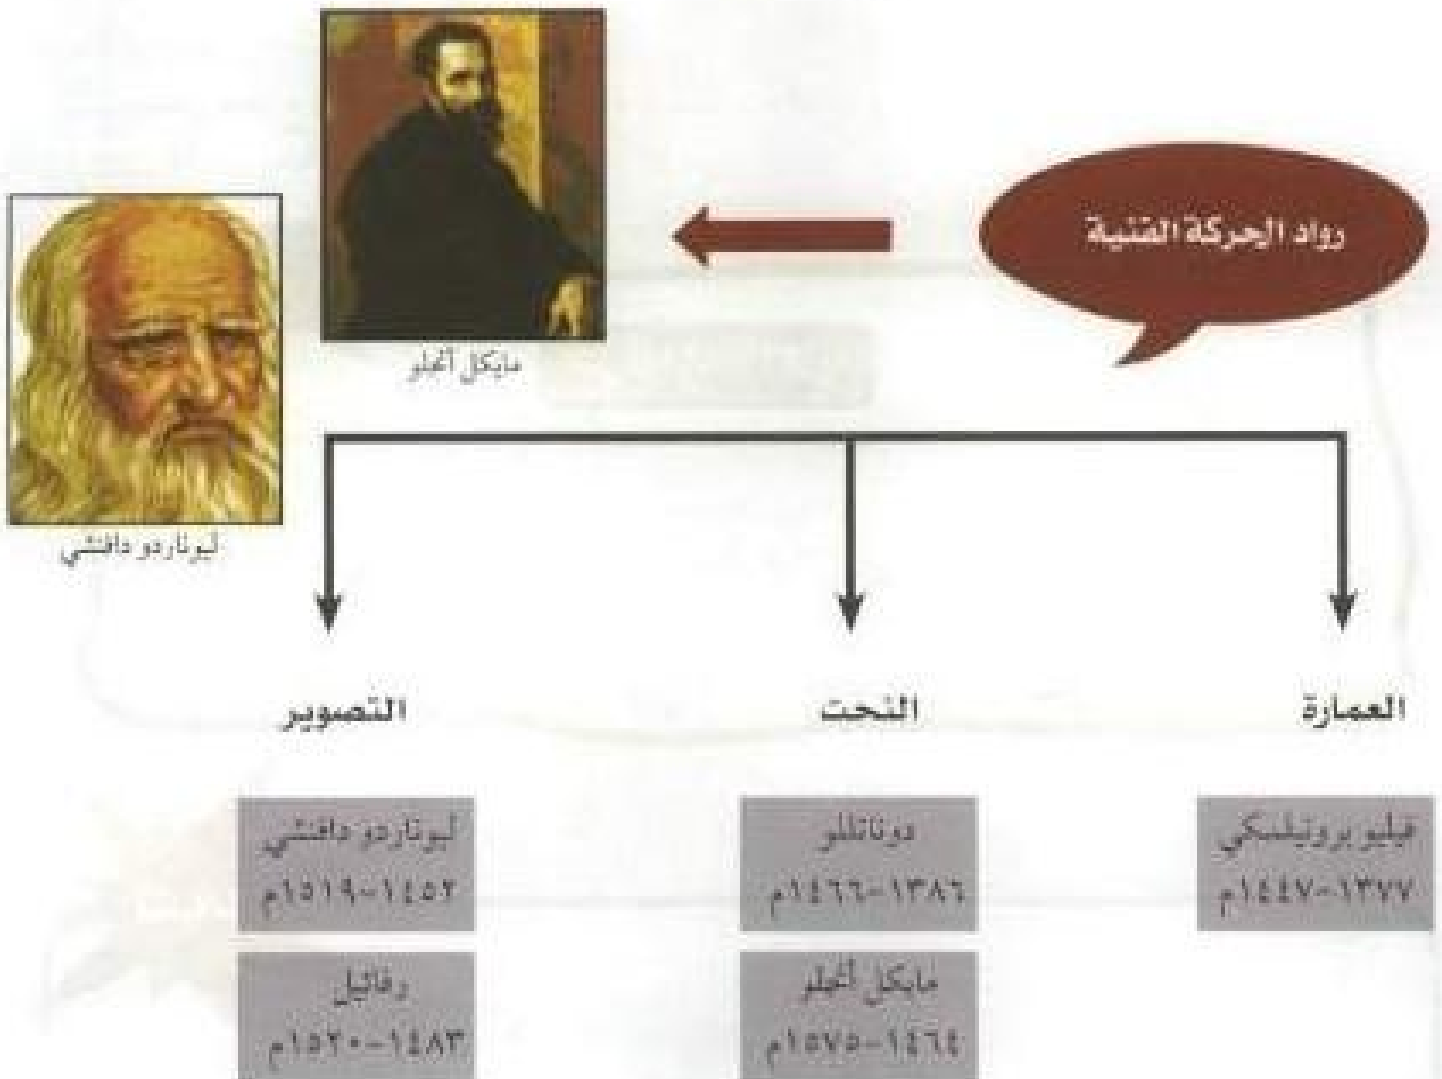 رواد الحركة الفنية
مايكل أنجلو
ليوناردو دافنشي
العمارة
النحت
التصوير
فيليو برونيلسكي
١٣٧٧-١٤٤٧م
دوناتللو
١٣٨٦-١٤٦٦م
مايكل أنجلو
١٤٦٤-١٥٧٥م
ليوناردو دافنشي
١٤٥٢-١٥١٩م
رفائيل
١٤٨٣-١٥٢٠م